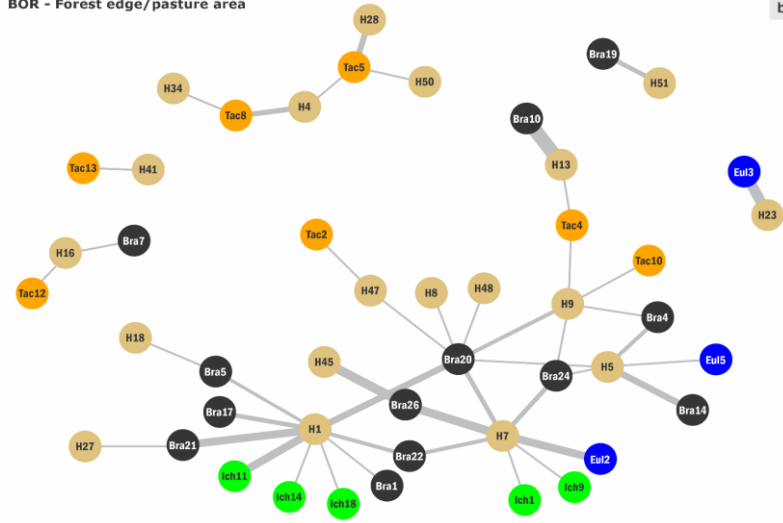 BOR - Forest edge/pasture area
b
H28
Tac5
H50
H34
Tac8
H4
Bra19
H51
Bra10
H13
Tac13
H41
Eul3
H23
Tac4
Bra7
H16
Tac2
Tac10
Tac12
H47
H8
H48
H9
Bra4
H18
Bra5
H45
Bra20
Bra24
H5
Eul5
Bra17
Bra26
Bra14
H27
Bra21
H1
H7
Bra22
Eul2
Ich11
Ich14
Ich18
Bra1
Ich1
Ich9